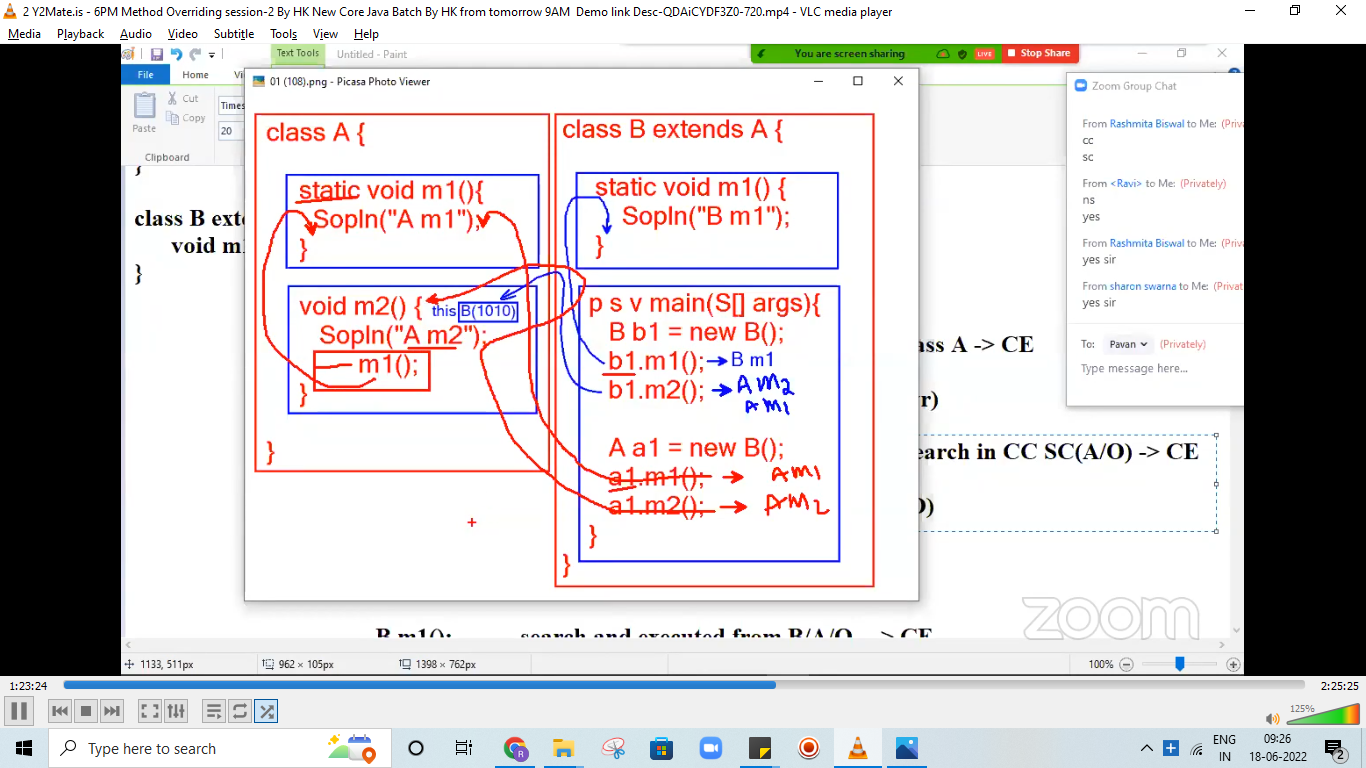 2 Y2Mate.is - 6PM Method Overriding session-2 By HK New Core Java Batch By HK from tomorrow 9AM  Demo link Desc-QDAiCYDF3Z0-720.mp4 - VLC media player
Media Playback Audio Video Subtitle Tools View Help
Text Tools Untitled - Paint
You are screen sharing LIVE Stop Share
File Home Vi
Paste Cut Copy
Times
20
Clipboard
01 (108).png - Picasa Photo Viewer
class A {
static void m1(){
Sopln("A m1");
}
void m2() { this B(1010)
Sopln("A m2");
m1();
}
}
class B extends A {
static void m1() {
Sopln("B m1");
}
p s v main(S[] args){
B b1 = new B();
b1.m1(); B m1
b1.m2(); A M2
A M1
A a1 = new B();
a1.m1(); A M1
a1.m2(); A M2
}
}
}
class B exte
void m1
}
ass A -> CE
r)
earch in CC SC(A/O) -> CE
)
B m1(); search and executed from B/A/O -> CE
Zoom Group Chat
From Rashmita Biswal to Me: (Priva
cc
sc
From <Ravi> to Me: (Privately)
ns
yes
From Rashmita Biswal to Me: (Priva
yes sir
From sharon swarna to Me: (Privat
yes sir
To: Pavan (Privately)
Type message here...
zoom
1133, 511px 962 × 105px 1398 × 762px 100%
1:23:24 2:25:25
125%
Type here to search
ENG
IN
09:26
18-06-2022
2